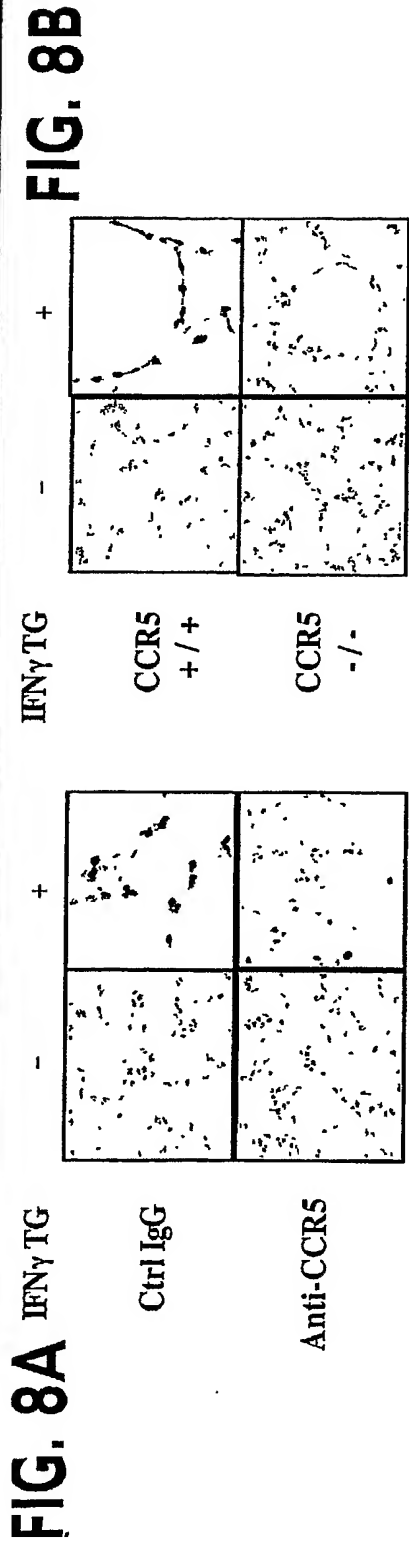 FIG. 8A
IFNγ TG - +
Ctrl IgG
Anti-CCR5
FIG. 8B
IFNγ TG - +
CCR5
+/+
CCR5
-/-